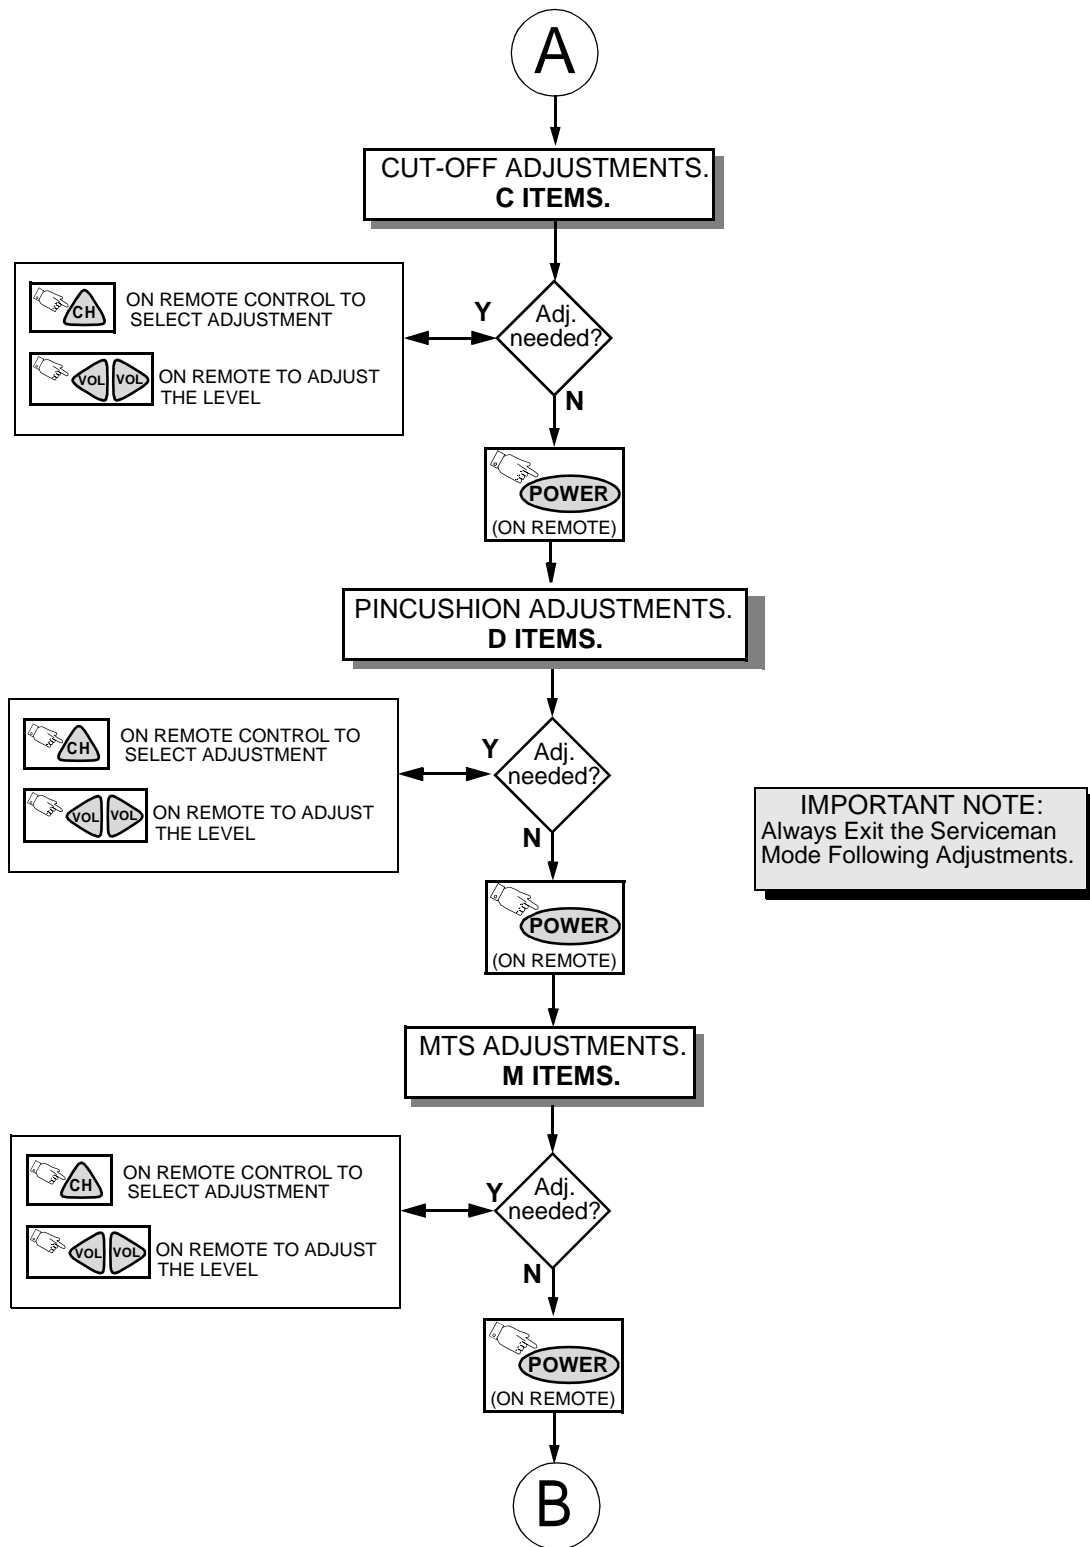 A
CUT-OFF ADJUSTMENTS.
C ITEMS.
CH
ON REMOTE CONTROL TO
SELECT ADJUSTMENT
VOL VOL
ON REMOTE TO ADJUST
THE LEVEL
Y
Adj.
needed?
N
POWER
(ON REMOTE)
PINCUSHION ADJUSTMENTS.
D ITEMS.
CH
ON REMOTE CONTROL TO
SELECT ADJUSTMENT
VOL VOL
ON REMOTE TO ADJUST
THE LEVEL
Y
Adj.
needed?
N
IMPORTANT NOTE:
Always Exit the Serviceman
Mode Following Adjustments.
POWER
(ON REMOTE)
MTS ADJUSTMENTS.
M ITEMS.
CH
ON REMOTE CONTROL TO
SELECT ADJUSTMENT
VOL VOL
ON REMOTE TO ADJUST
THE LEVEL
Y
Adj.
needed?
N
POWER
(ON REMOTE)
B